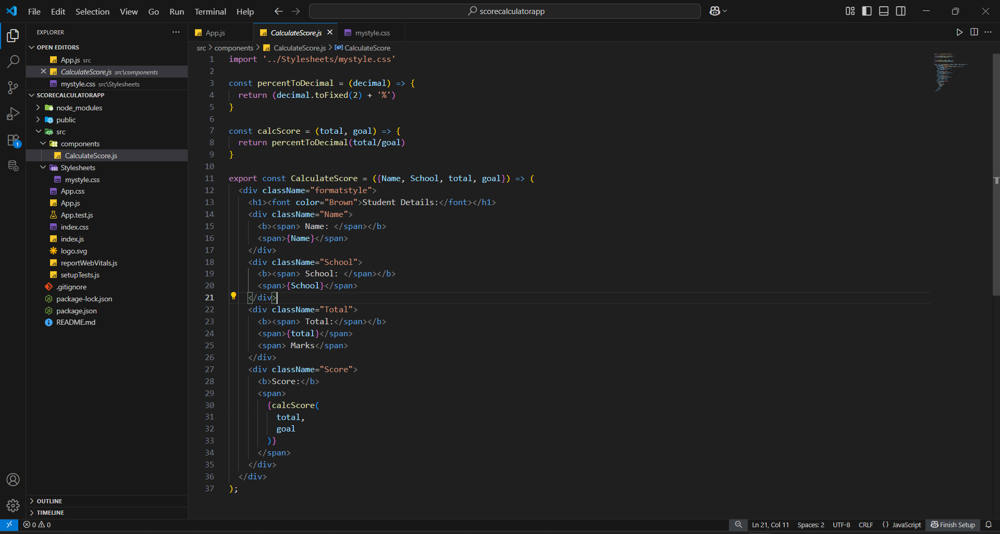 File Edit Selection View Go Run Terminal Help
scorecalculatorapp
EXPLORER
OPEN EDITORS
App.js src
CalculateScore.js src\components
mystyle.css src\Stylesheets
SCORECALCULATORAPP
node_modules
public
src
components
CalculateScore.js
Stylesheets
mystyle.css
App.css
App.js
App.test.js
index.css
index.js
logo.svg
reportWebVitals.js
setupTests.js
.gitignore
package-lock.json
package.json
README.md
OUTLINE
TIMELINE
1
App.js CalculateScore.js mystyle.css
src > components > CalculateScore.js > CalculateScore
1 import '../Stylesheets/mystyle.css'
2
3 const percentToDecimal = (decimal) => {
4   return (decimal.toFixed(2) + '%')
5 }
6
7 const calcScore = (total, goal) => {
8   return percentToDecimal(total/goal)
9 }
10
11 export const CalculateScore = ({Name, School, total, goal}) => (
12   <div className="formatstyle">
13     <h1><font color="Brown">Student Details:</font></h1>
14     <div className="Name">
15       <b><span> Name: </span></b>
16       <span>{Name}</span>
17     </div>
18     <div className="School">
19       <b><span> School: </span></b>
20       <span>{School}</span>
21     </div>
22     <div className="Total">
23       <b><span> Total:</span></b>
24       <span>{total}</span>
25       <span> Marks</span>
26     </div>
27     <div className="Score">
28       <b>Score:</b>
29       <span>
30         {calcScore(
31           total,
32           goal
33         )}
34       </span>
35     </div>
36   </div>
37 );
0 0
Ln 21, Col 11 Spaces: 2 UTF-8 CRLF {} JavaScript Finish Setup